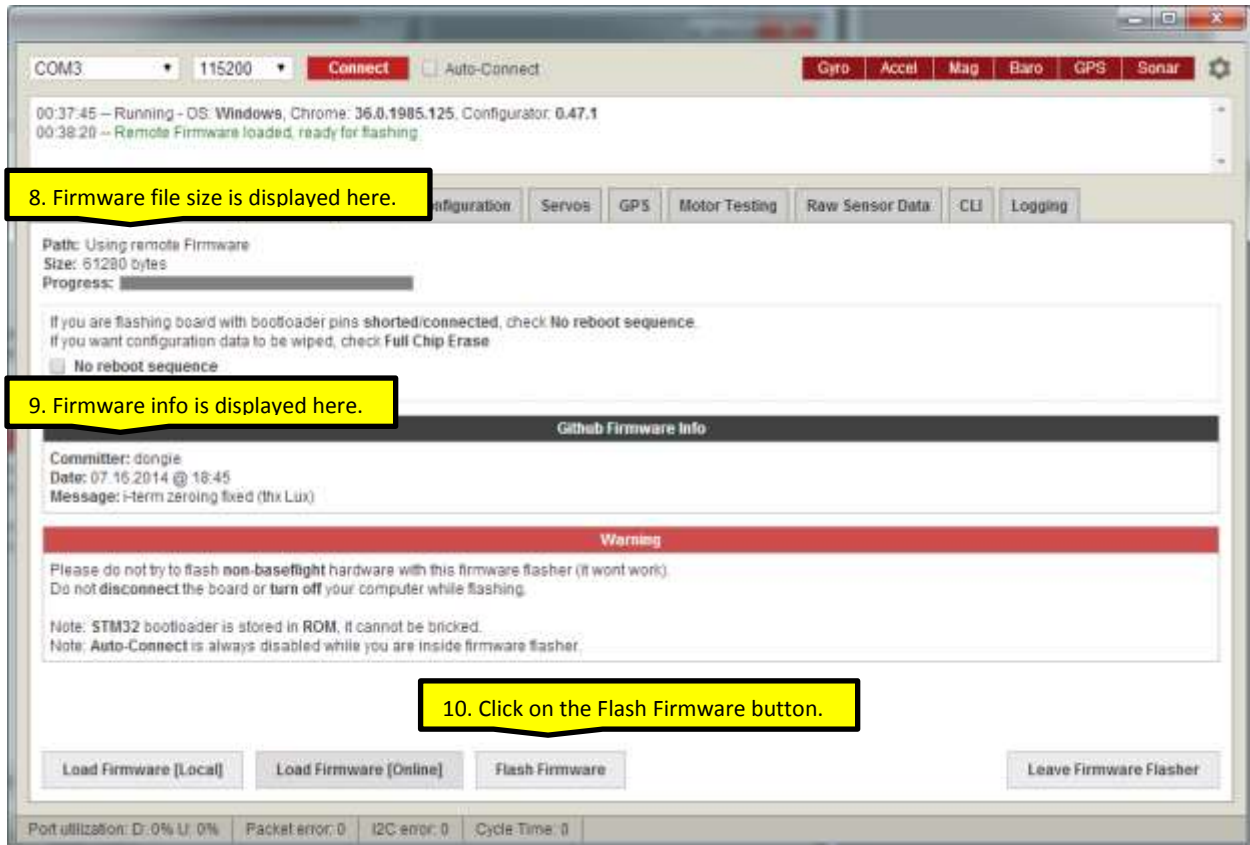 COM3 115200 Connect Auto-Connect Gyro Accel Mag Baro GPS Sonar
00:37:45 -- Running - OS: Windows, Chrome: 36.0.1985.125, Configurator: 0.47.1
00:38:20 -- Remote Firmware loaded, ready for flashing
8. Firmware file size is displayed here.
nfiguration Servos GPS Motor Testing Raw Sensor Data CLI Logging
Path: Using remote Firmware
Size: 61280 bytes
Progress:
If you are flashing board with bootloader pins shorted/connected, check No reboot sequence.
If you want configuration data to be wiped, check Full Chip Erase
No reboot sequence
9. Firmware info is displayed here.
Github Firmware Info
Committer: dongie
Date: 07.16.2014 @ 18:45
Message: i-term zeroing fixed (thx Lux)
Warning
Please do not try to flash non-baseflight hardware with this firmware flasher (it wont work).
Do not disconnect the board or turn off your computer while flashing.
Note: STM32 bootloader is stored in ROM, it cannot be bricked.
Note: Auto-Connect is always disabled while you are inside firmware flasher.
10. Click on the Flash Firmware button.
Load Firmware [Local] Load Firmware [Online] Flash Firmware Leave Firmware Flasher
Port utilization: D: 0% U: 0% Packet error: 0 I2C error: 0 Cycle Time: 0